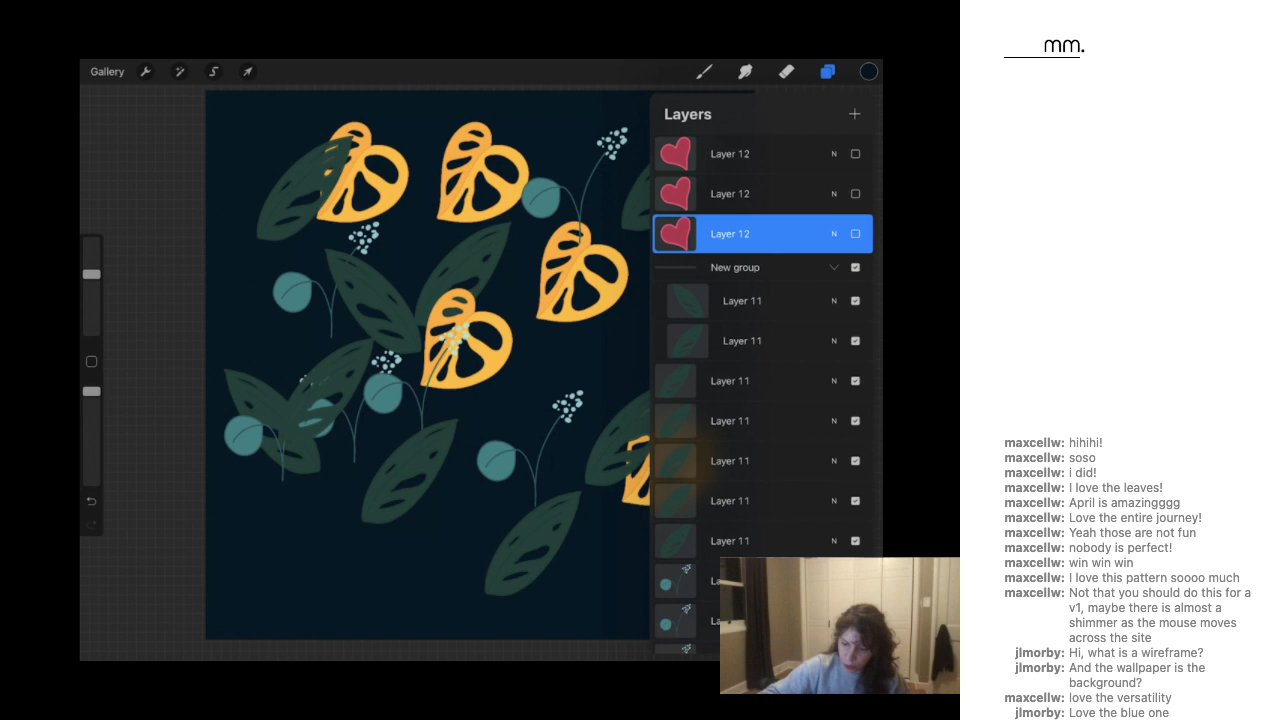 Gallery
Layers
Layer 12
N
Layer 12
N
Layer 12
N
New group
Layer 11
N
Layer 11
N
Layer 11
N
Layer 11
N
Layer 11
N
Layer 11
N
Layer 11
N
mm.
maxcellw: hihihi!
maxcellw: soso
maxcellw: i did!
maxcellw: I love the leaves!
maxcellw: April is amazingggg
maxcellw: Love the entire journey!
maxcellw: Yeah those are not fun
maxcellw: nobody is perfect!
maxcellw: win win win
maxcellw: I love this pattern soooo much
maxcellw: Not that you should do this for a
v1, maybe there is almost a
shimmer as the mouse moves
across the site
jlmorby: Hi, what is a wireframe?
jlmorby: And the wallpaper is the
background?
maxcellw: love the versatility
jlmorby: Love the blue one